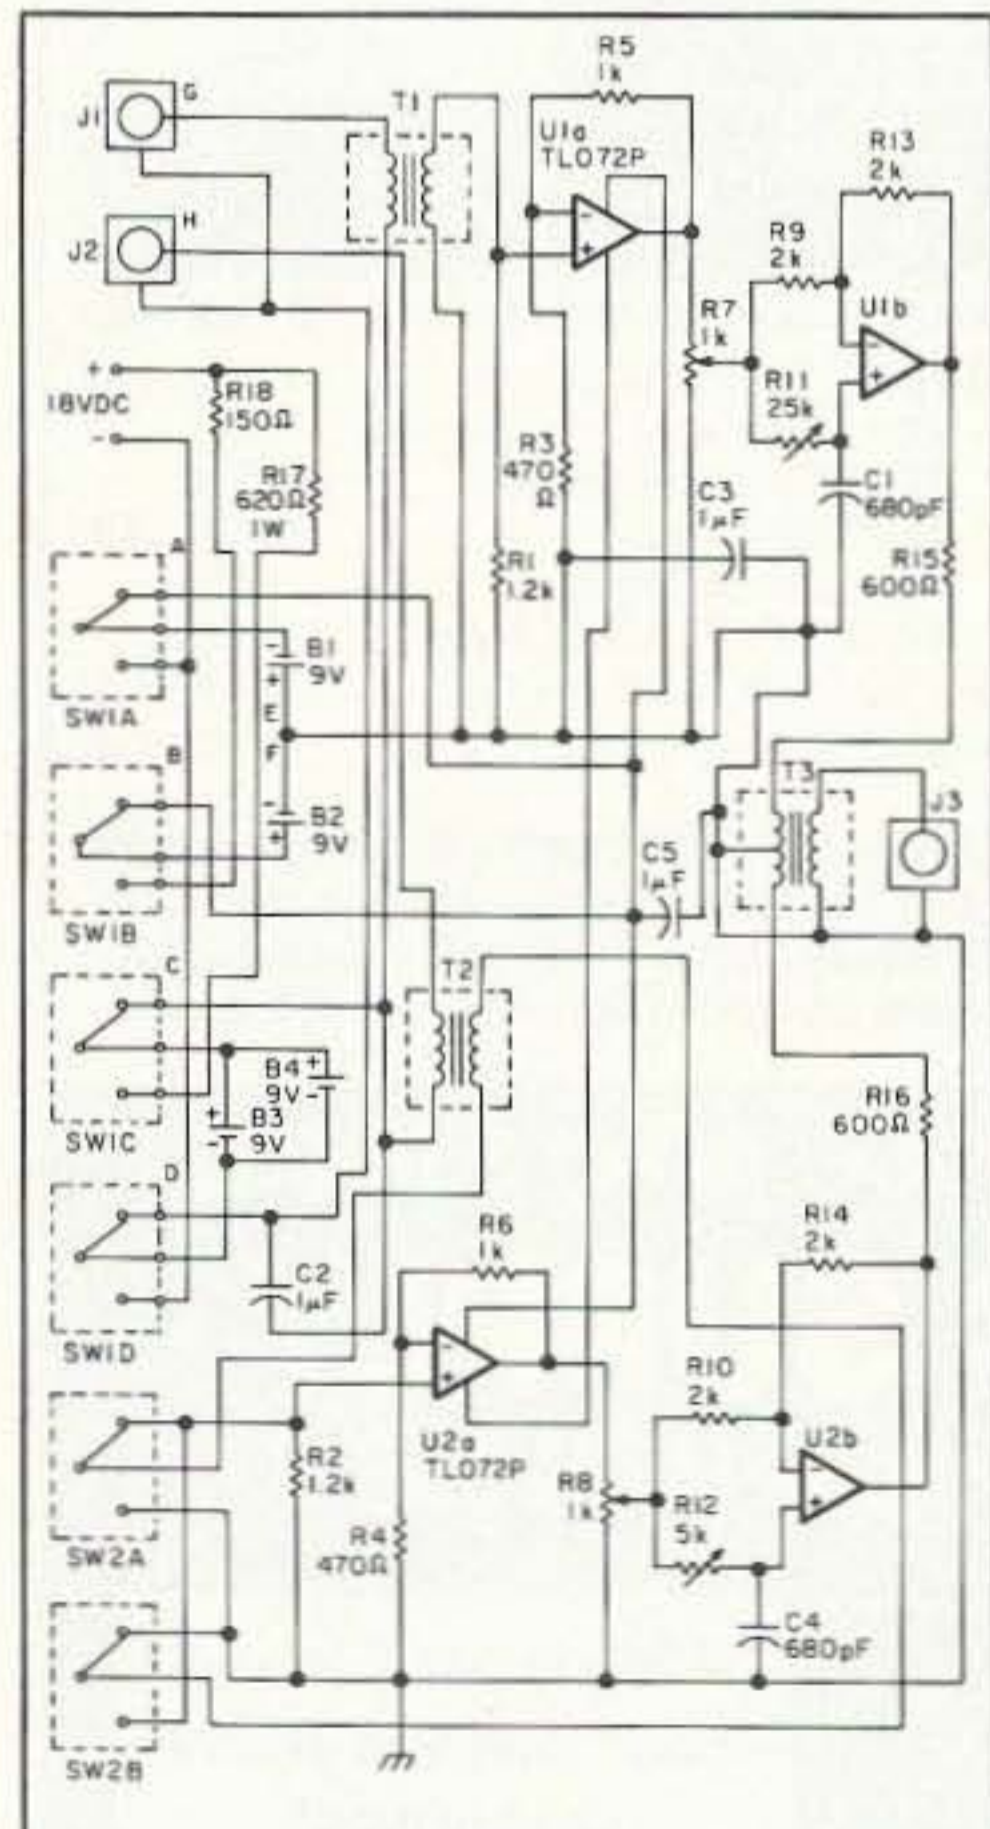 R5
1k
G
J1
T1
U1a
TL072P
R13
2k
H
J2
R9
2k
U1b
R7
1k
R11
25k
+
18VDC
-
R18
150Ω
R17
620Ω
1W
R3
470
Ω
C3
1µF
C1
680pF
R1
1.2k
R15
600Ω
A
B1
9V
E
SW1A
F
B
B2
9V
T3
J3
C5
1µF
SW1B
C
T2
B4
9V
B3
9V
R16
600Ω
SW1C
D
R6
1k
R14
2k
C2
1µF
SW1D
R10
2k
U2a
TL072P
U2b
R2
1.2k
R8
1k
R12
5k
R4
470Ω
SW2A
C4
680pF
SW2B